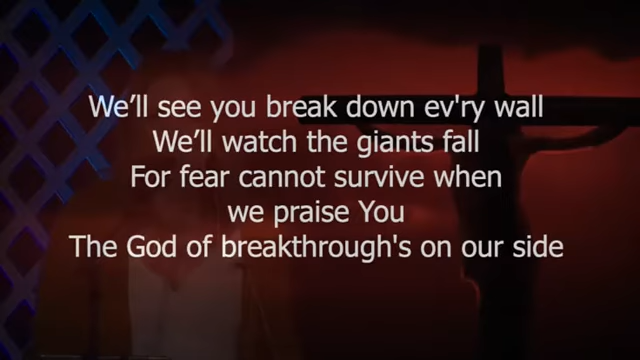 We’ll see you break down ev'ry wall
We’ll watch the giants fall
For fear cannot survive when
we praise You
The God of breakthrough's on our side